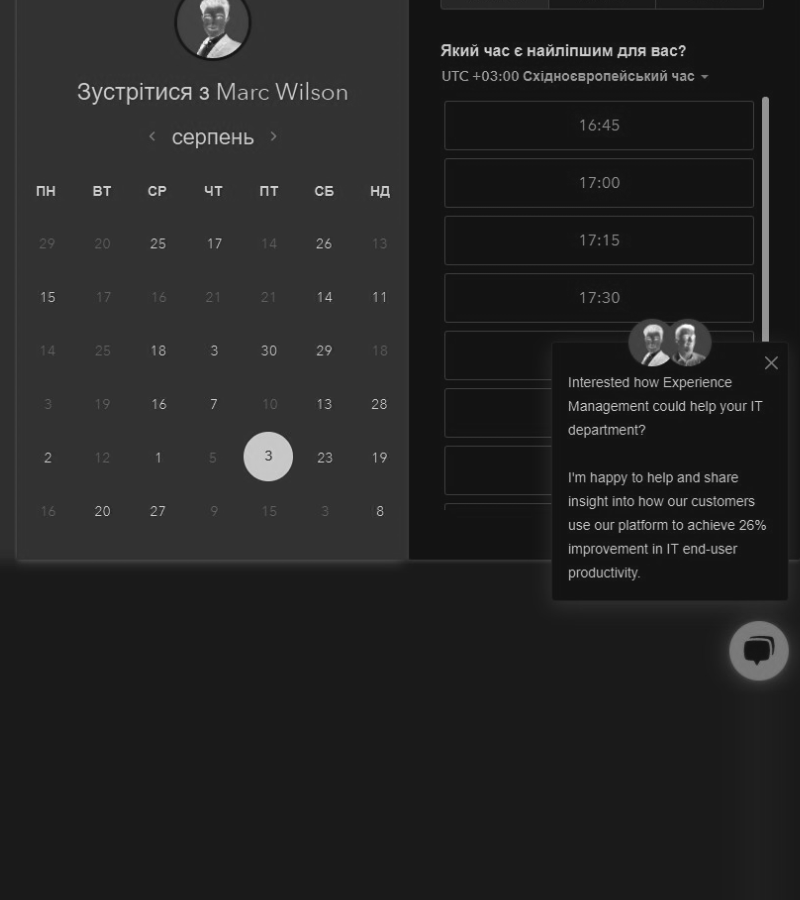 Зустрітися з Marc Wilson
серпень
ПН ВТ СР ЧТ ПТ СБ НД
29 20 25 17 14 26 13
15 17 16 21 21 14 11
14 25 18 3 30 29 18
3 19 16 7 10 13 28
2 12 1 5 3 23 19
16 20 27 9 15 3 8
Який час є найліпшим для вас?
UTC +03:00 Східноєвропейський час
16:45
17:00
17:15
17:30
Interested how Experience
Management could help your IT
department?
I'm happy to help and share
insight into how our customers
use our platform to achieve 26%
improvement in IT end-user
productivity.